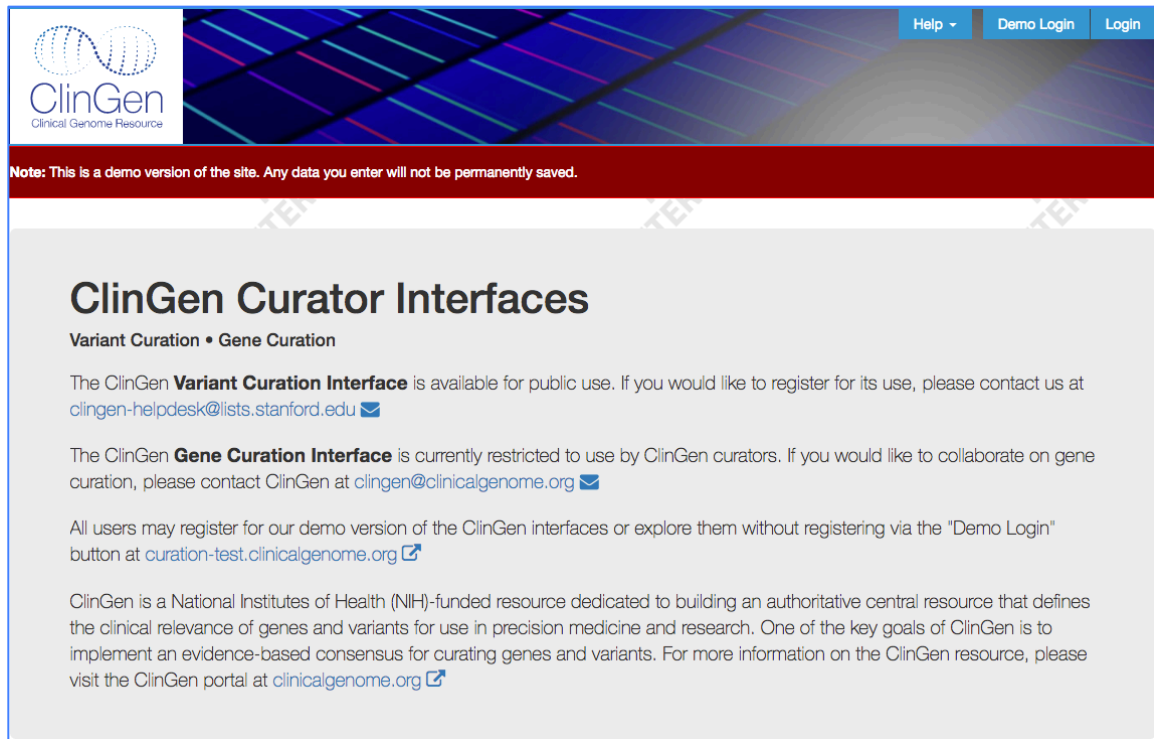 Help
Demo Login
Login
ClinGen
Clinical Genome Resource
Note: This is a demo version of the site. Any data you enter will not be permanently saved.
ClinGen Curator Interfaces
Variant Curation • Gene Curation
The ClinGen Variant Curation Interface is available for public use. If you would like to register for its use, please contact us at
clingen-helpdesk@lists.stanford.edu
The ClinGen Gene Curation Interface is currently restricted to use by ClinGen curators. If you would like to collaborate on gene
curation, please contact ClinGen at clingen@clinicalgenome.org
All users may register for our demo version of the ClinGen interfaces or explore them without registering via the "Demo Login"
button at curation-test.clinicalgenome.org
ClinGen is a National Institutes of Health (NIH)-funded resource dedicated to building an authoritative central resource that defines
the clinical relevance of genes and variants for use in precision medicine and research. One of the key goals of ClinGen is to
implement an evidence-based consensus for curating genes and variants. For more information on the ClinGen resource, please
visit the ClinGen portal at clinicalgenome.org